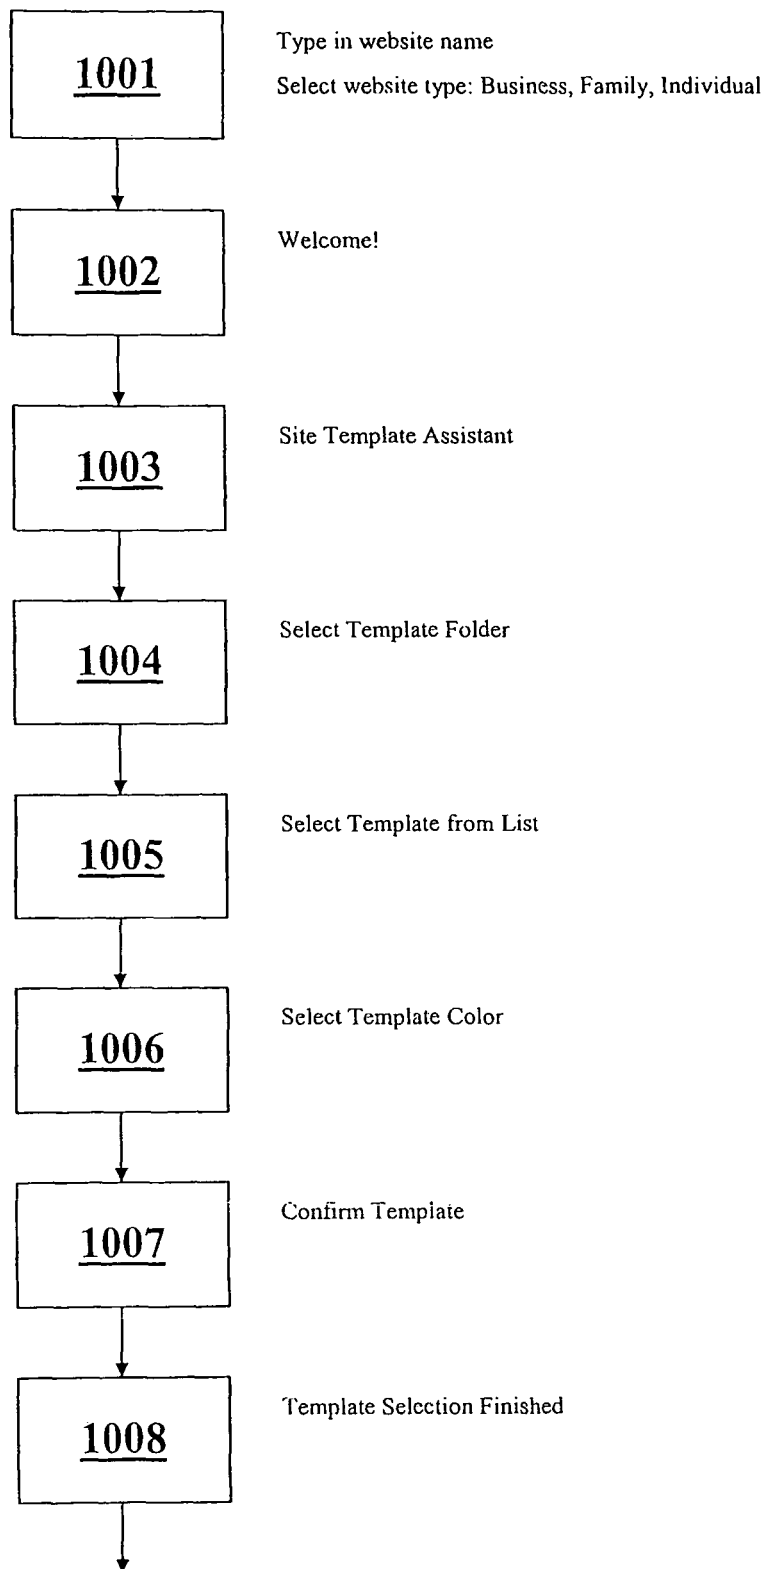 1001
Type in website name
Select website type: Business, Family, Individual
1002
Welcome!
1003
Site Template Assistant
1004
Select Template Folder
1005
Select Template from List
1006
Select Template Color
1007
Confirm Template
1008
Template Selection Finished